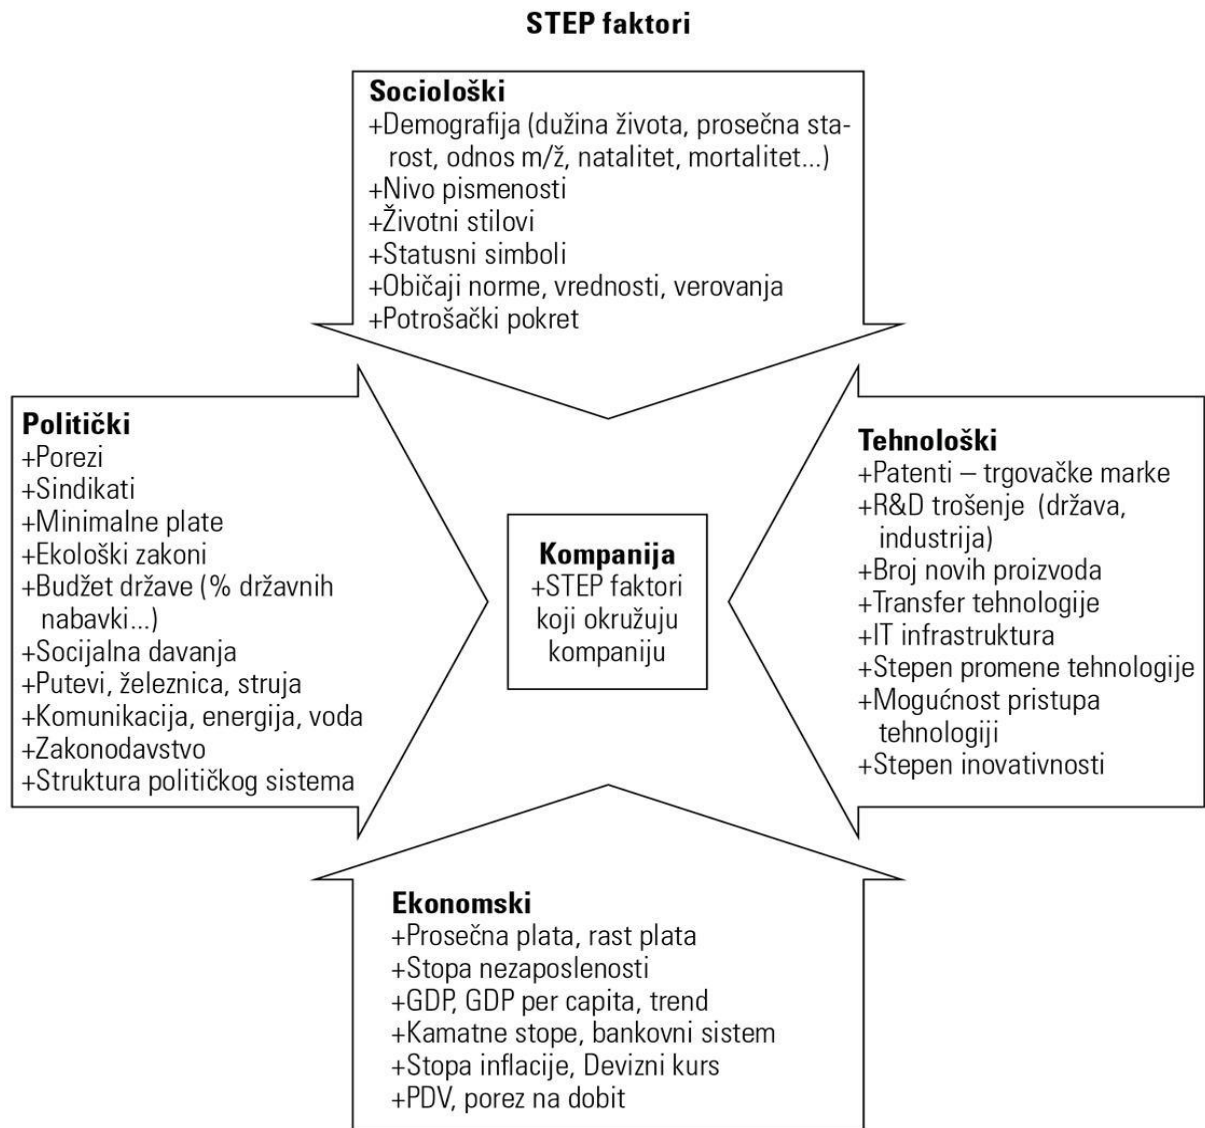 STEP faktori
Sociološki
+Demografija (dužina života, prosečna sta-
rost, odnos m/ž, natalitet, mortalitet...)
+Nivo pismenosti
+Životni stilovi
+Statusni simboli
+Običaji norme, vrednosti, verovanja
+Potrošački pokret
Politički
+Porezi
+Sindikati
+Minimalne plate
+Ekološki zakoni
+Budžet države (% državnih
nabavki...)
+Socijalna davanja
+Putevi, železnica, struja
+Komunikacija, energija, voda
+Zakonodavstvo
+Struktura političkog sistema
Kompanija
+STEP faktori
koji okružuju
kompaniju
Tehnološki
+Patenti – trgovačke marke
+R&D trošenje (država,
industrija)
+Broj novih proizvoda
+Transfer tehnologije
+IT infrastruktura
+Stepen promene tehnologije
+Mogućnost pristupa
tehnologiji
+Stepen inovativnosti
Ekonomski
+Prosečna plata, rast plata
+Stopa nezaposlenosti
+GDP, GDP per capita, trend
+Kamatne stope, bankovni sistem
+Stopa inflacije, Devizni kurs
+PDV, porez na dobit